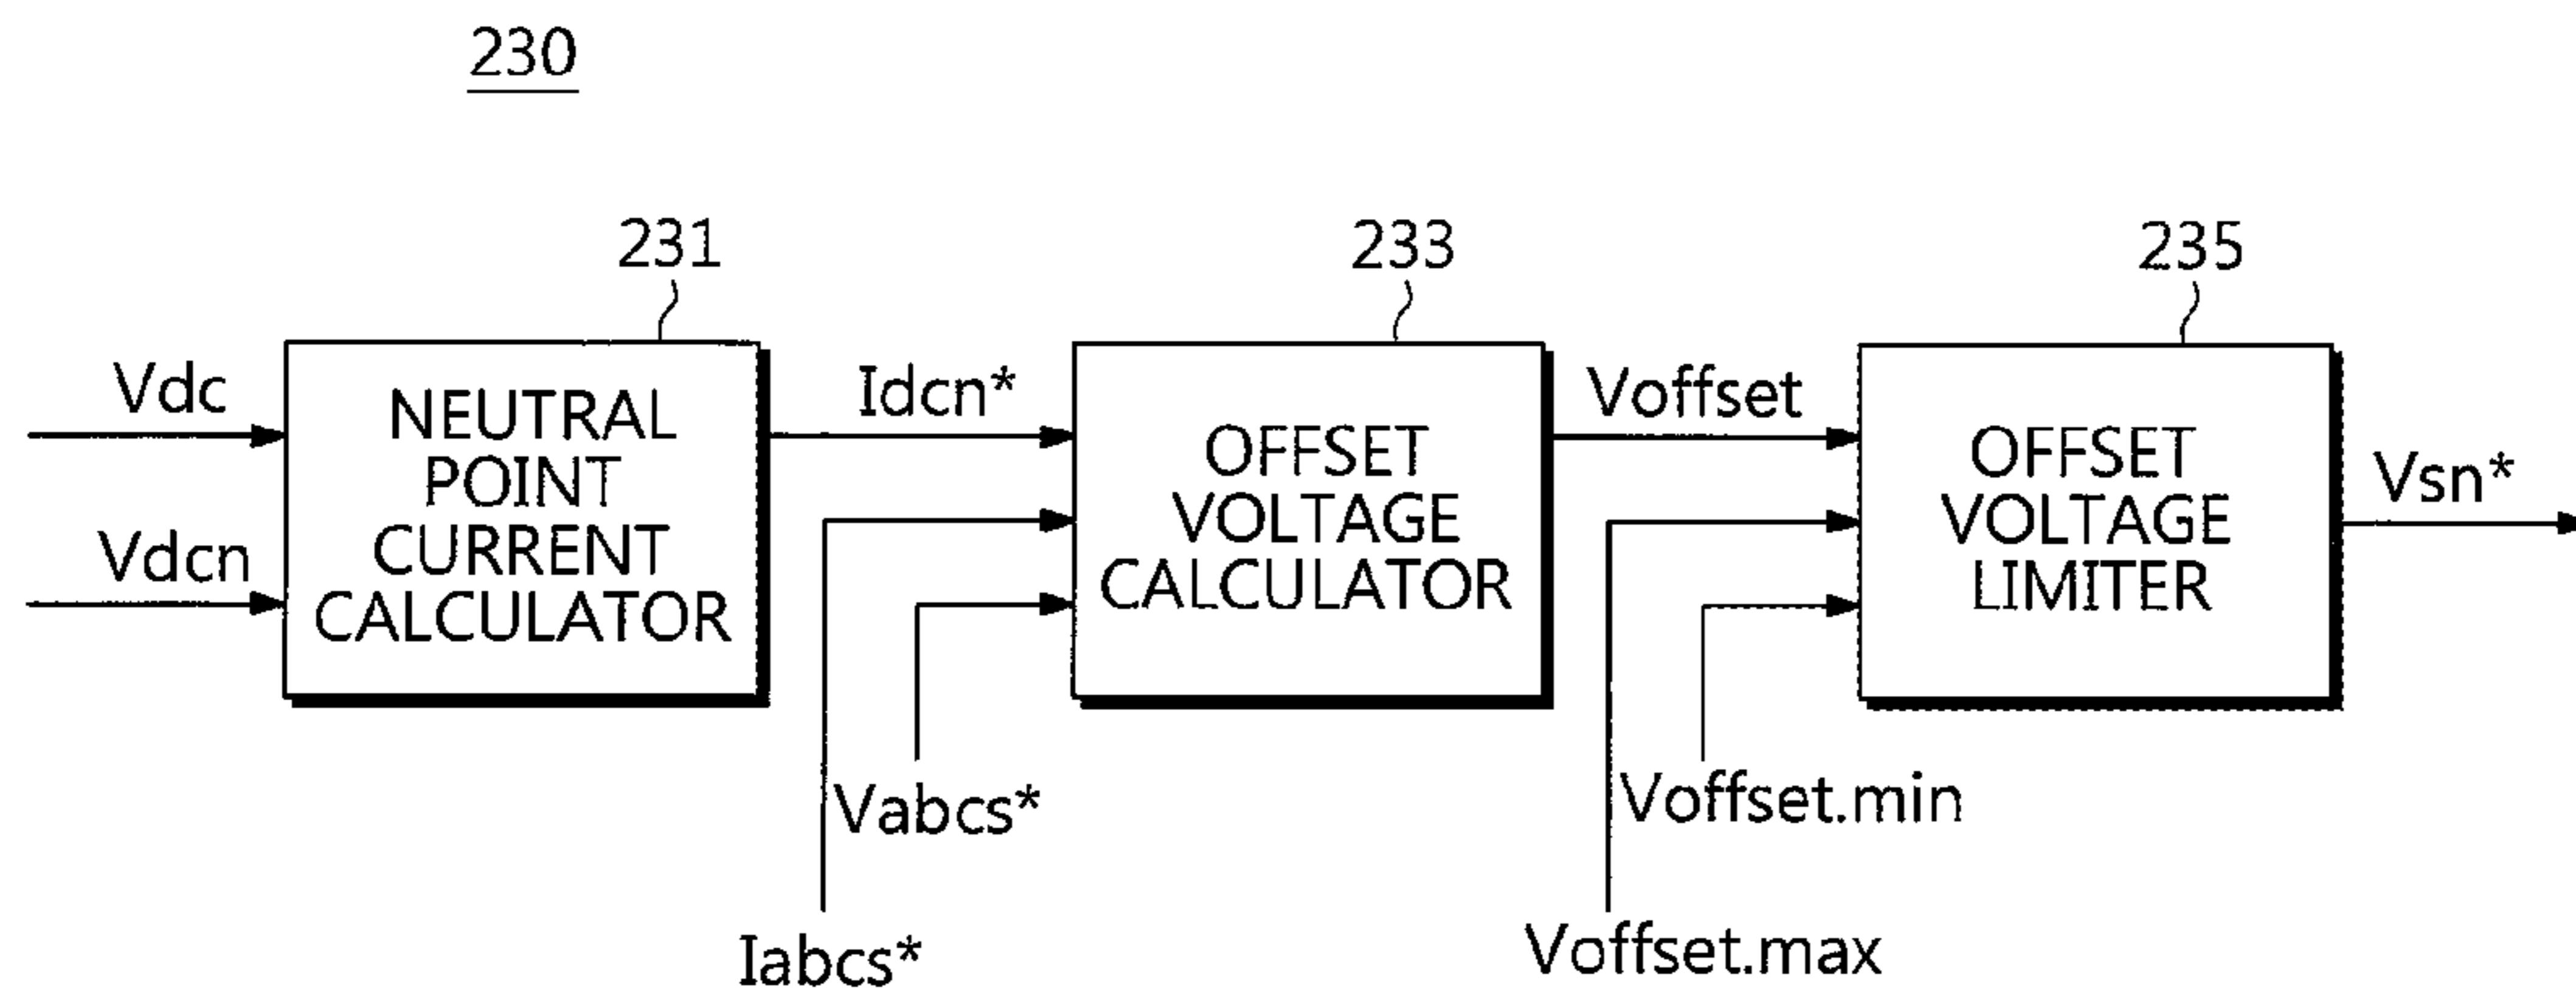 230
231
233
235
Vdc
Vdcn
NEUTRAL
POINT
CURRENT
CALCULATOR
Idcn*
Iabcs*
Vabcs*
OFFSET
VOLTAGE
CALCULATOR
Voffset
Voffset.max
Voffset.min
OFFSET
VOLTAGE
LIMITER
Vsn*